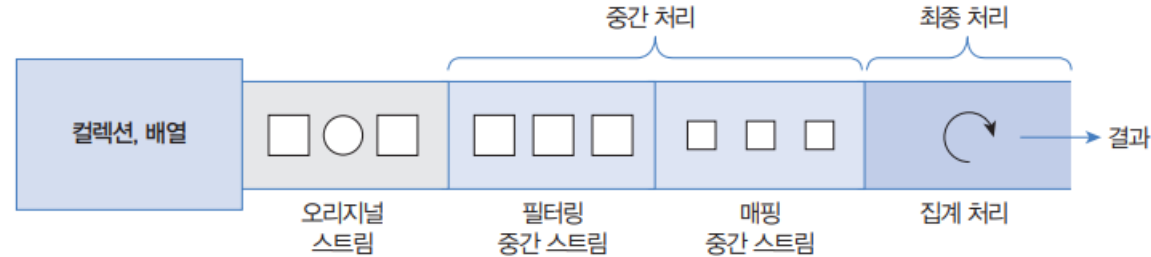 중간 처리
최종 처리
컬렉션, 배열
결과
오리지널
스트림
필터링
중간 스트림
매핑
중간 스트림
집계 처리